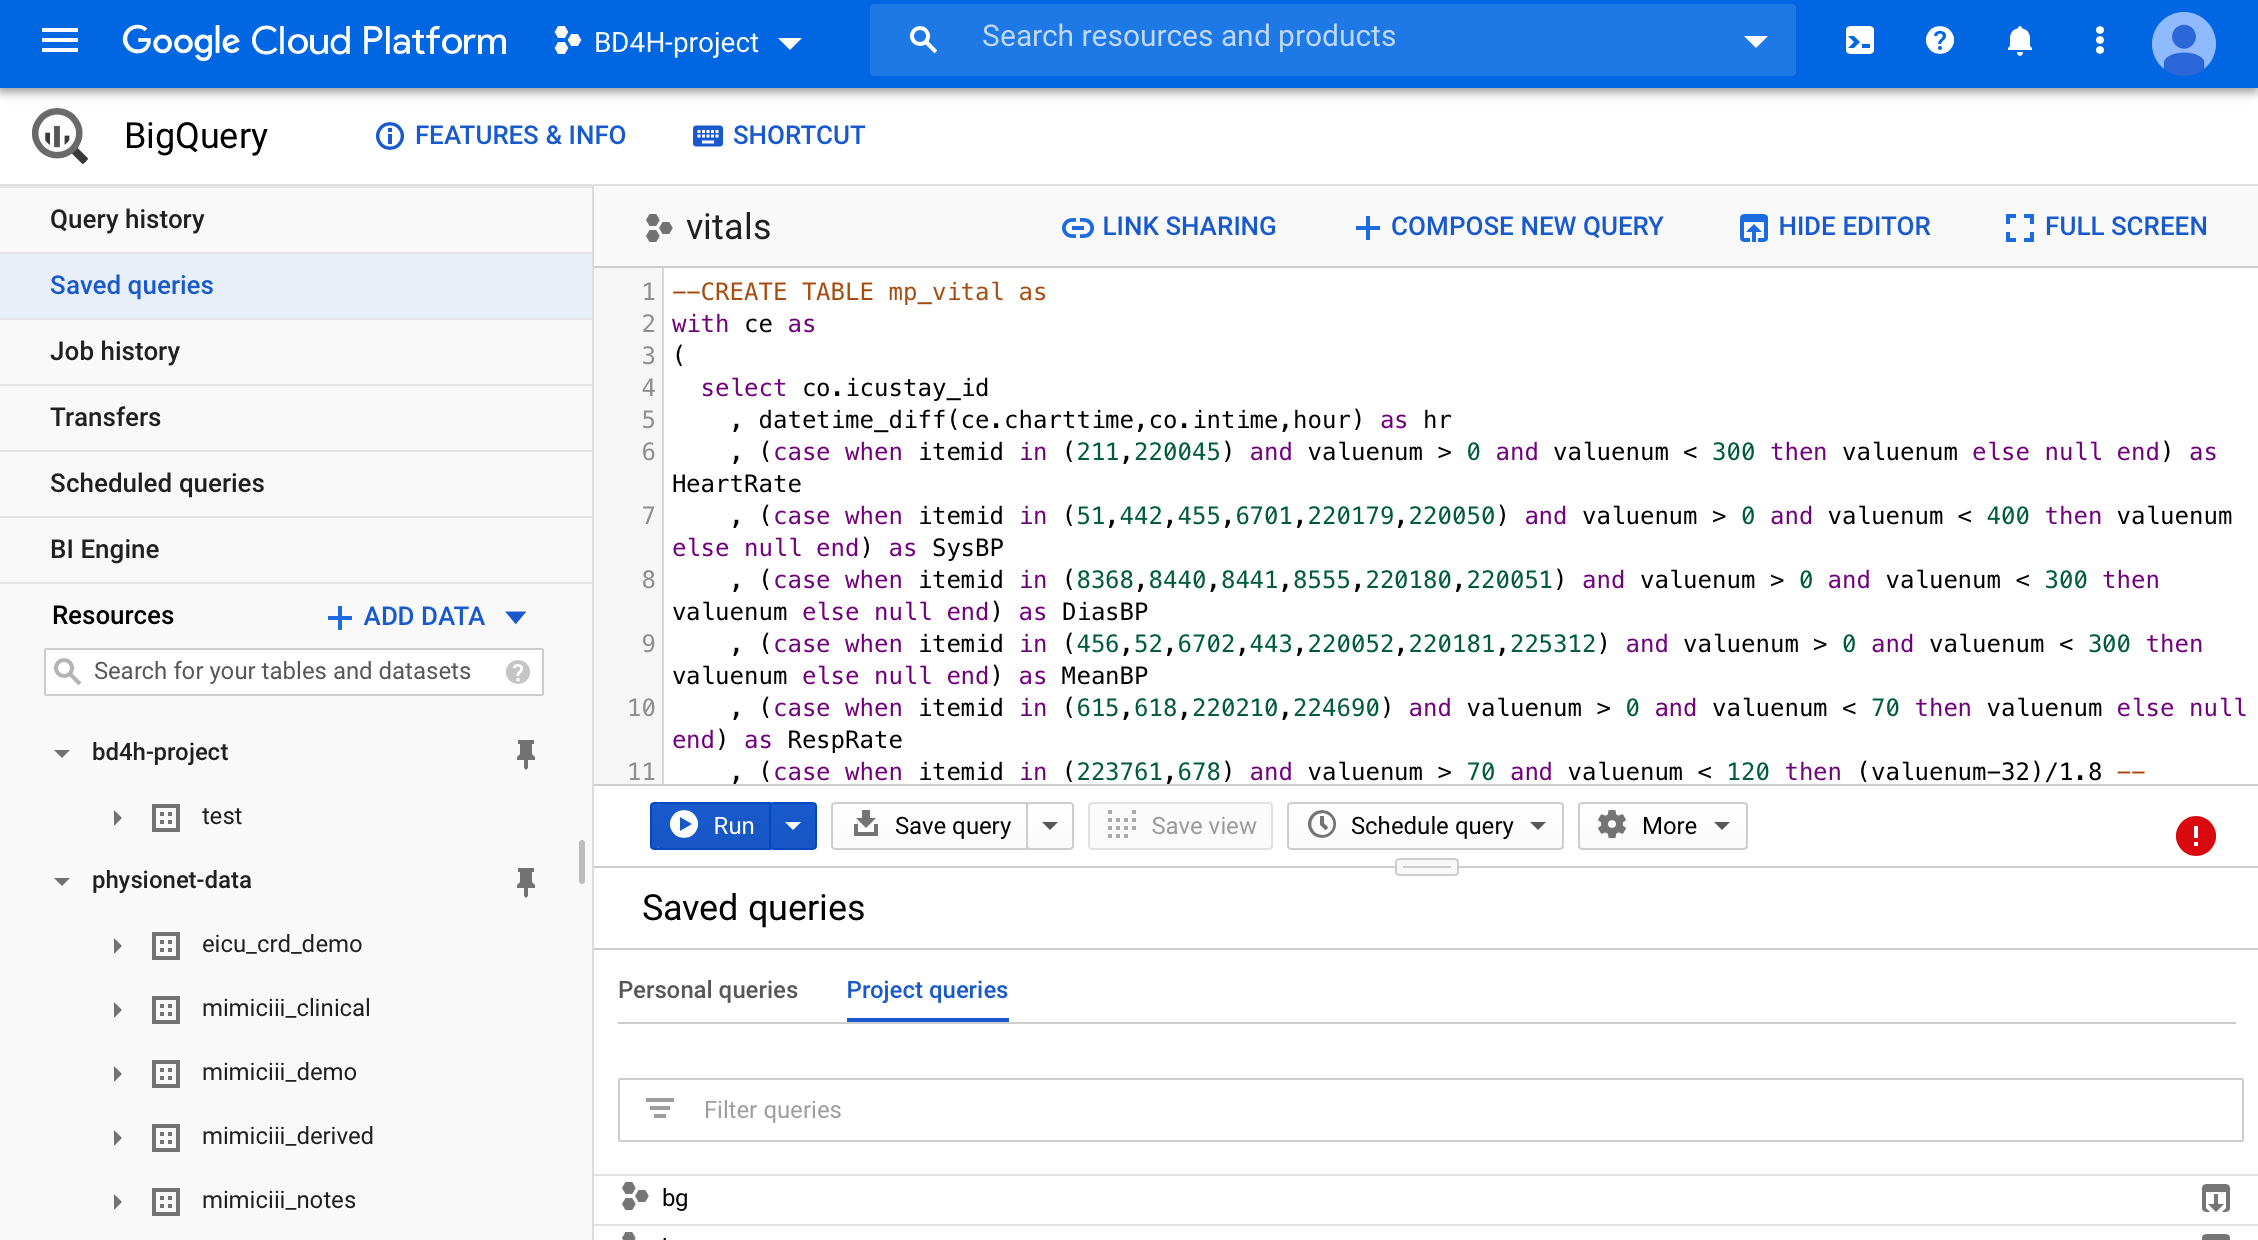 Google Cloud Platform
BD4H-project
Search resources and products
BigQuery
FEATURES & INFO
SHORTCUT
Query history
Saved queries
Job history
Transfers
Scheduled queries
BI Engine
Resources
ADD DATA
Search for your tables and datasets
bd4h-project
test
physionet-data
eicu_crd_demo
mimiciii_clinical
mimiciii_demo
mimiciii_derived
mimiciii_notes
vitals
LINK SHARING
COMPOSE NEW QUERY
HIDE EDITOR
FULL SCREEN
1 --CREATE TABLE mp_vital as
2 with ce as
3 (
4 select co.icustay_id
5 , datetime_diff(ce.charttime,co.intime,hour) as hr
6 , (case when itemid in (211,220045) and valuenum > 0 and valuenum < 300 then valuenum else null end) as
HeartRate
7 , (case when itemid in (51,442,455,6701,220179,220050) and valuenum > 0 and valuenum < 400 then valuenum
else null end) as SysBP
8 , (case when itemid in (8368,8440,8441,8555,220180,220051) and valuenum > 0 and valuenum < 300 then
valuenum else null end) as DiasBP
9 , (case when itemid in (456,52,6702,443,220052,220181,225312) and valuenum > 0 and valuenum < 300 then
valuenum else null end) as MeanBP
10 , (case when itemid in (615,618,220210,224690) and valuenum > 0 and valuenum < 70 then valuenum else null
end) as RespRate
11 , (case when itemid in (223761,678) and valuenum > 70 and valuenum < 120 then (valuenum-32)/1.8 --
Run
Save query
Save view
Schedule query
More
Saved queries
Personal queries
Project queries
Filter queries
bg